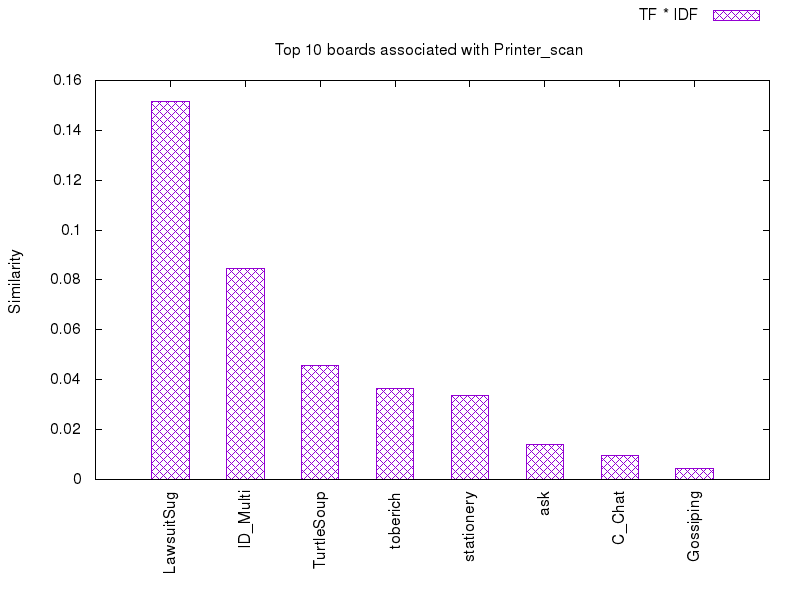 TF * IDF
Top 10 boards associated with Printer_scan
0.16
0.14
0.12
0.1
0.08
0.06
0.04
0.02
0
Similarity
LawsuitSug
ID_Multi
TurtleSoup
toberich
stationery
ask
C_Chat
Gossiping